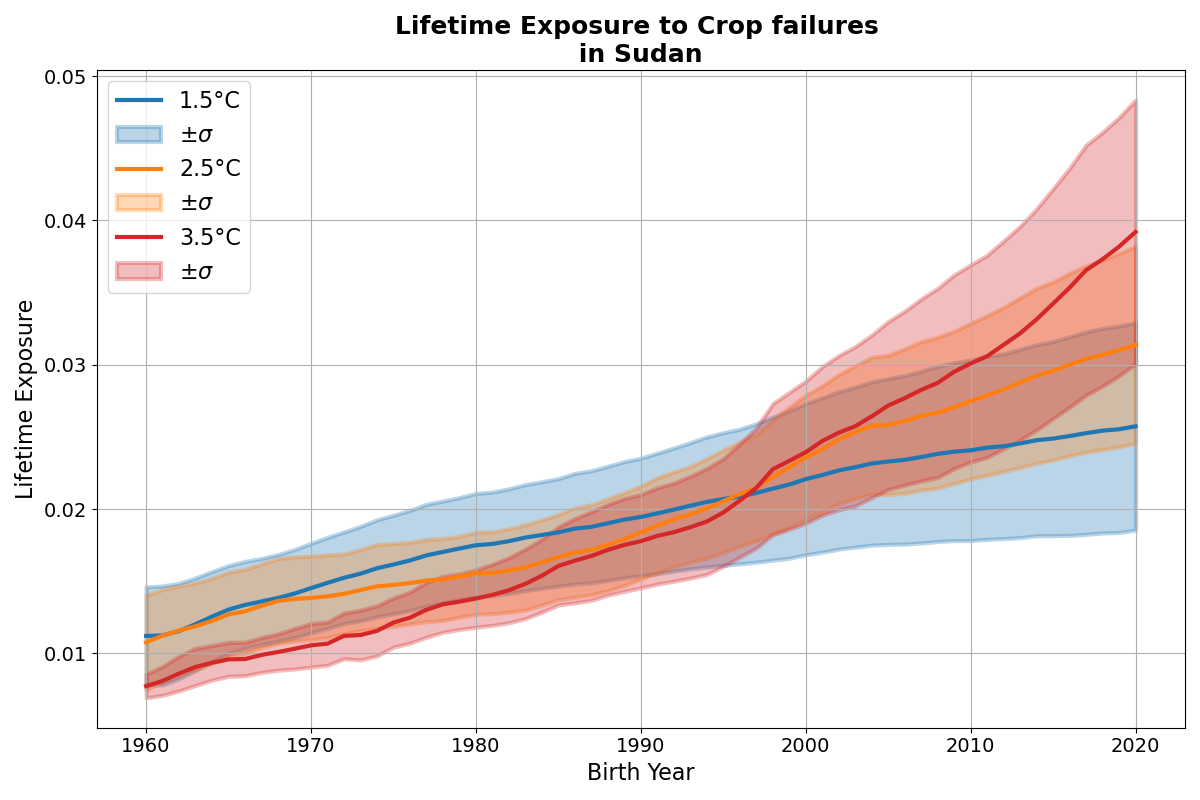 Lifetime Exposure to Crop failures
in Sudan
0.05
0.04
0.03
0.02
0.01
Lifetime Exposure
1.5°C
±σ
2.5°C
±σ
3.5°C
±σ
1960 1970 1980 1990 2000 2010 2020
Birth Year